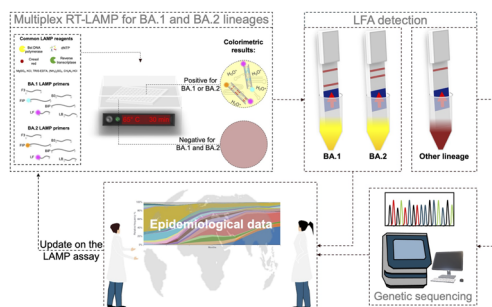 Multiplex RT-LAMP for BA.1 and BA.2 lineages
Common LAMP reagents
Bst DNA
polymerase
dNTP
Cresol
red
Reverse
transcriptase
BA.1 LAMP primers
BA.2 LAMP primers
Colorimetric
results:
Positive for
BA.1 or BA.2
Negative for
BA.1 and BA.2
LFA detection
BA.1
BA.2
Other lineage
Update on the
LAMP assay
Epidemiological data
Genetic sequencing